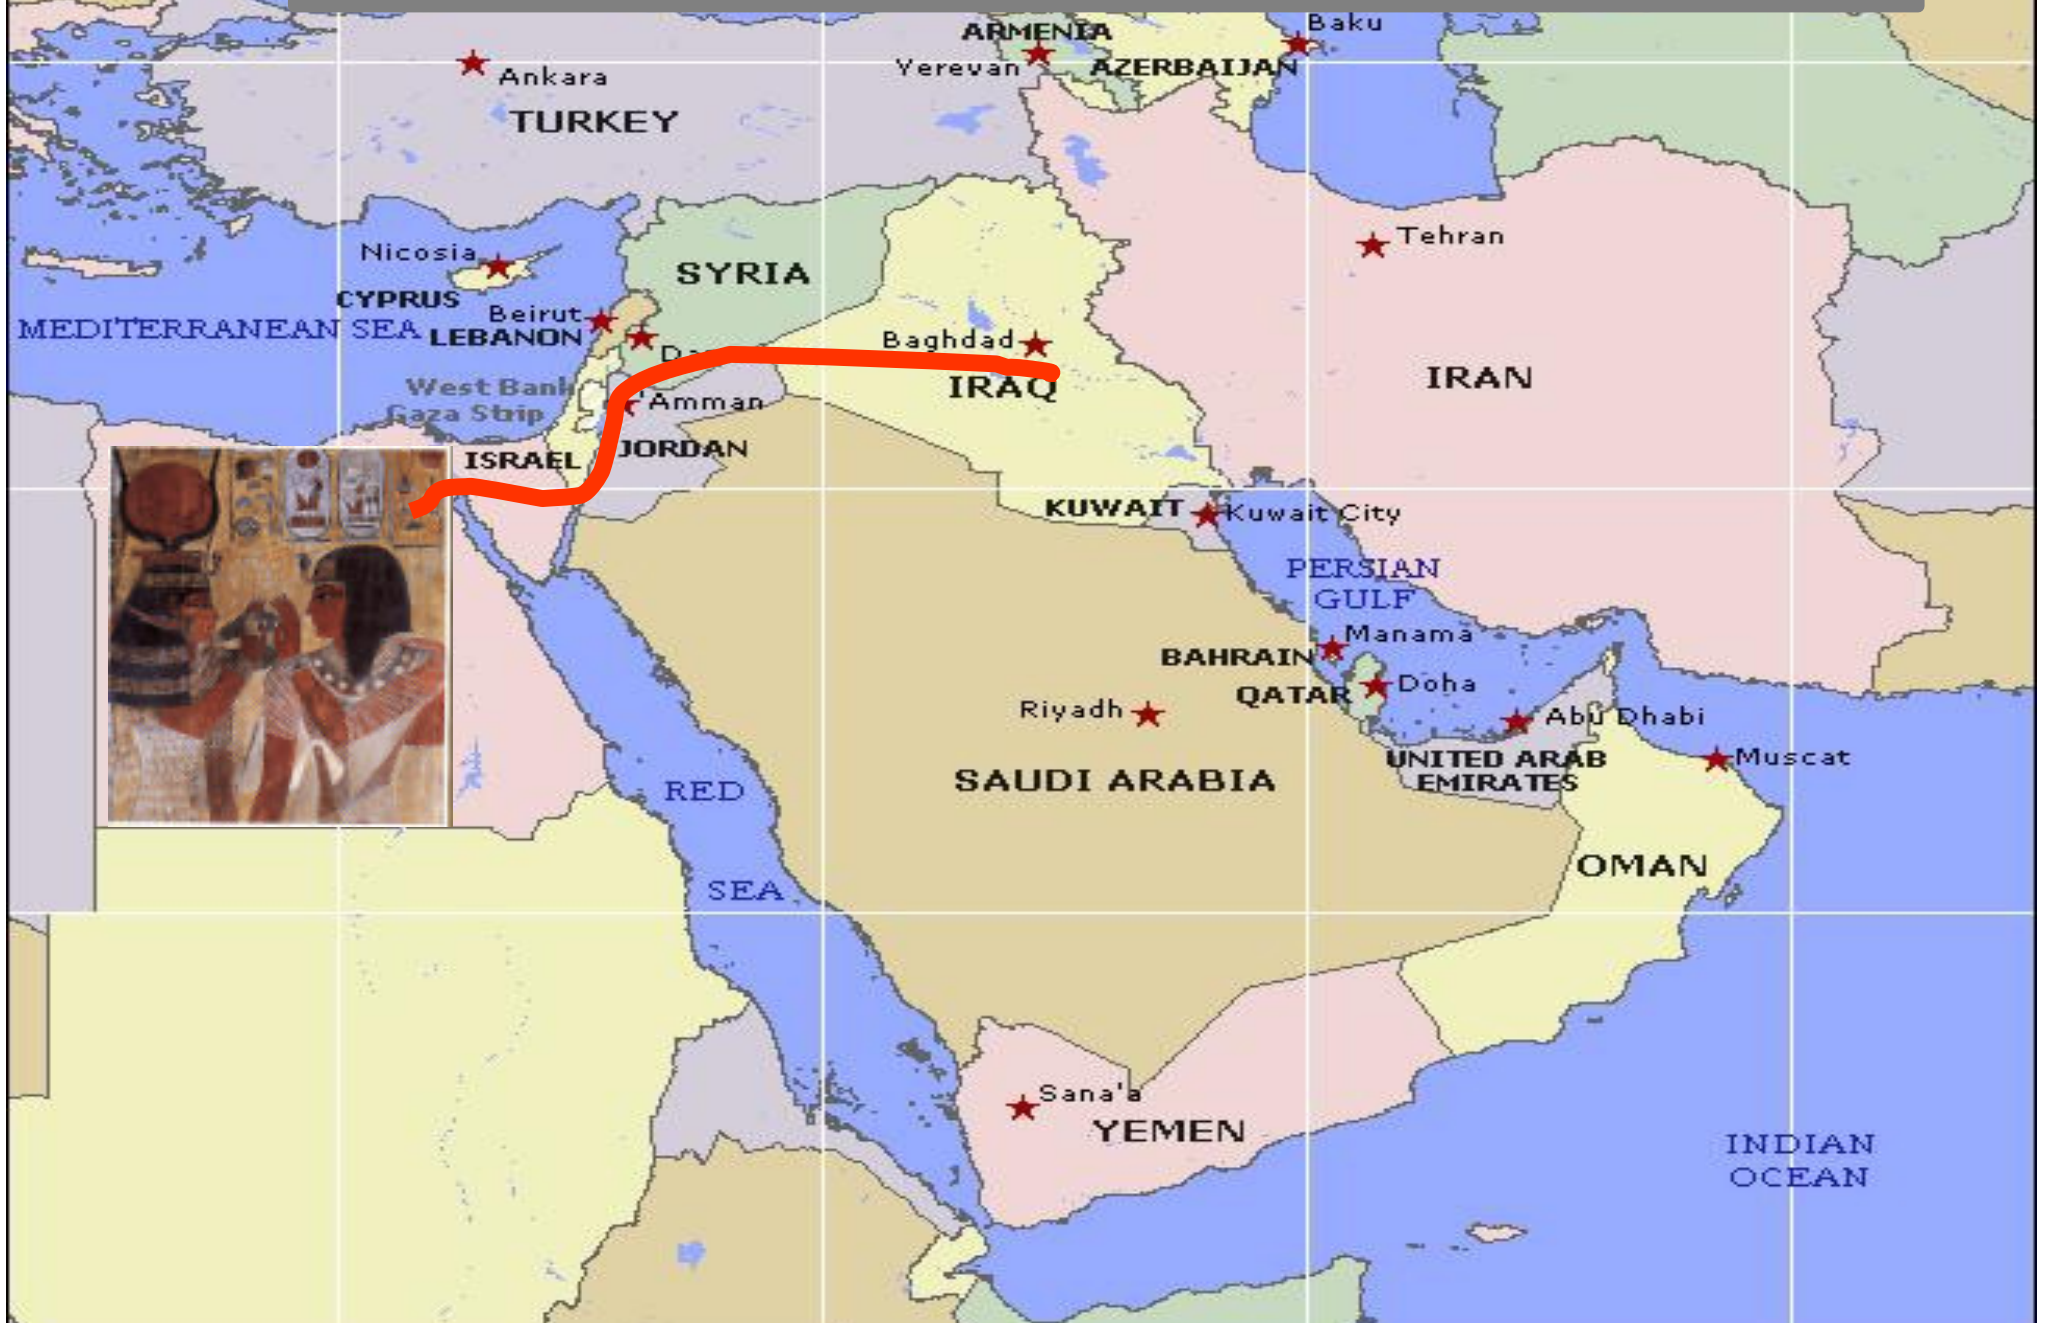 Baku
ARMENIA
Yerevan
AZERBAIJAN
Ankara
TURKEY
Tehran
Nicosia
SYRIA
CYPRUS
Beirut
MEDITERRANEAN SEA
LEBANON
Baghdad
IRAQ
IRAN
West Bank
Gaza Strip
'Amman
JORDAN
ISRAEL
KUWAIT
Kuwait City
PERSIAN
GULF
Manama
BAHRAIN
Doha
QATAR
Riyadh
Abu Dhabi
UNITED ARAB
EMIRATES
Muscat
SAUDI ARABIA
RED
SEA
OMAN
Sana'a
YEMEN
INDIAN
OCEAN